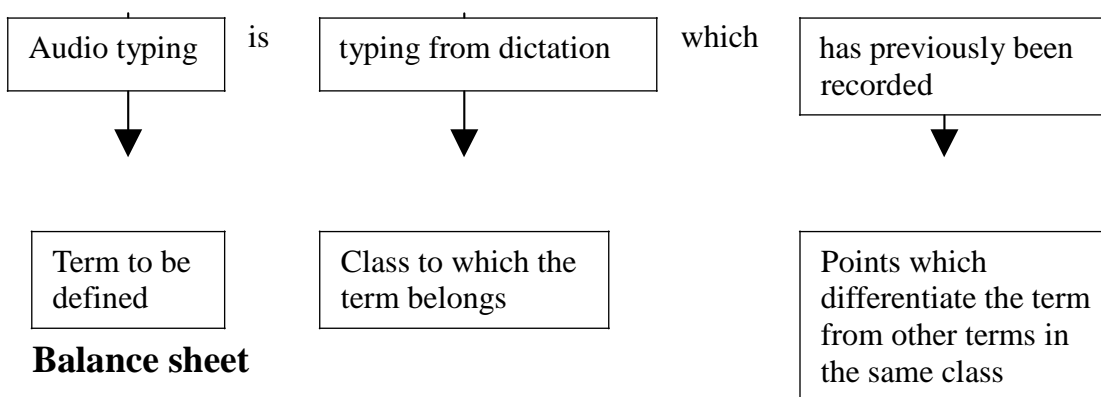 Audio typing
is
typing from dictation
which
has previously been
recorded
Term to be
defined
Class to which the
term belongs
Points which
differentiate the term
from other terms in
the same class
Balance sheet